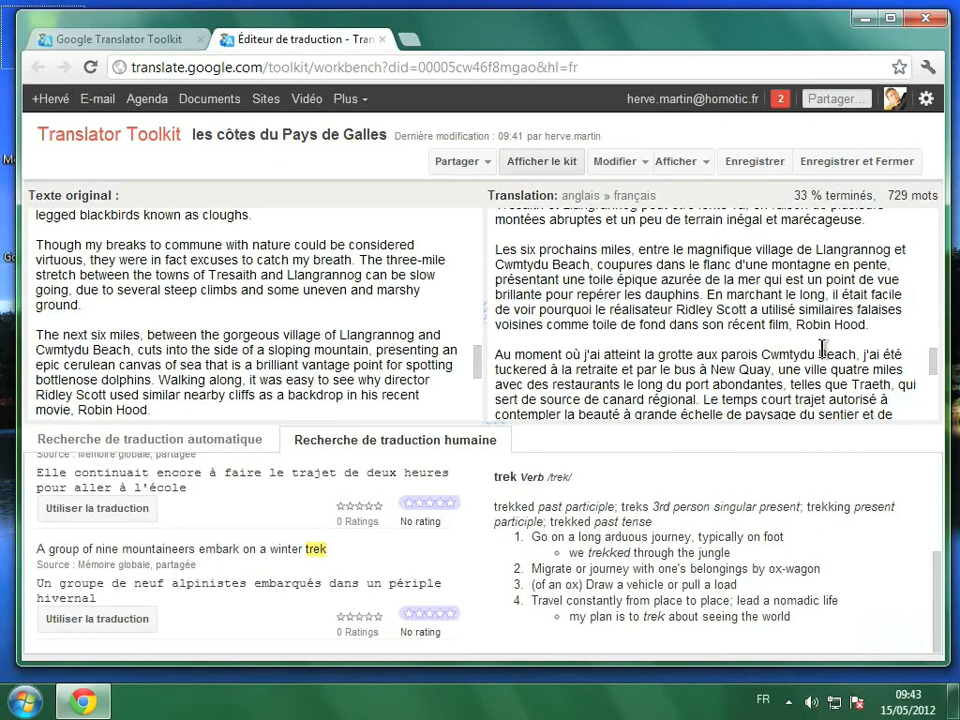 Google Translator Toolkit
Éditeur de traduction - Tran
translate.google.com/toolkit/workbench?did=00005cw46f8mgao&hl=fr
+Hervé E-mail Agenda Documents Sites Vidéo Plus
herve.martin@homotic.fr 2 Partager…
Translator Toolkit les côtes du Pays de Galles Dernière modification : 09:41 par herve.martin
Partager Afficher le kit Modifier Afficher Enregistrer Enregistrer et Fermer
Texte original :
legged blackbirds known as cloughs.
Though my breaks to commune with nature could be considered
virtuous, they were in fact excuses to catch my breath. The three-mile
stretch between the towns of Tresaith and Llangrannog can be slow
going, due to several steep climbs and some uneven and marshy
ground.
The next six miles, between the gorgeous village of Llangrannog and
Cwmtydu Beach, cuts into the side of a sloping mountain, presenting an
epic cerulean canvas of sea that is a brilliant vantage point for spotting
bottlenose dolphins. Walking along, it was easy to see why director
Ridley Scott used similar nearby cliffs as a backdrop in his recent
movie, Robin Hood.
Translation: anglais » français 33 % terminés, 729 mots
montées abruptes et un peu de terrain inégal et marécageux.
Les six prochains miles, entre le magnifique village de Llangrannog et
Cwmtydu Beach, coupures dans le flanc d'une montagne en pente,
présentant une toile épique azurée de la mer qui est un point de vue
brillante pour repérer les dauphins. En marchant le long, il était facile
de voir pourquoi le réalisateur Ridley Scott a utilisé similaires falaises
voisines comme toile de fond dans son récent film, Robin Hood.
Au moment où j'ai atteint la grotte aux parois Cwmtydu Beach, j'ai été
tuckered à la retraite et par le bus à New Quay, une ville quatre miles
avec des restaurants le long du port abondantes, telles que Traeth, qui
sert de source de canard régional. Le temps court trajet autorisé à
contempler la beauté à grande échelle de paysage du sentier et de
Recherche de traduction automatique Recherche de traduction humaine
Source : Mémoire globale, partagée
Elle continuait encore à faire le trajet de deux heures
pour aller à l'école
Utiliser la traduction
0 Ratings No rating
A group of nine mountaineers embark on a winter trek
Source : Mémoire globale, partagée
Un groupe de neuf alpinistes embarqués dans un périple
hivernal
Utiliser la traduction
0 Ratings No rating
trek Verb /trek/
trekked past participle; treks 3rd person singular present; trekking present
participle; trekked past tense
1. Go on a long arduous journey, typically on foot
we trekked through the jungle
2. Migrate or journey with one's belongings by ox-wagon
3. (of an ox) Draw a vehicle or pull a load
4. Travel constantly from place to place; lead a nomadic life
my plan is to trek about seeing the world
FR
09:43
15/05/2012